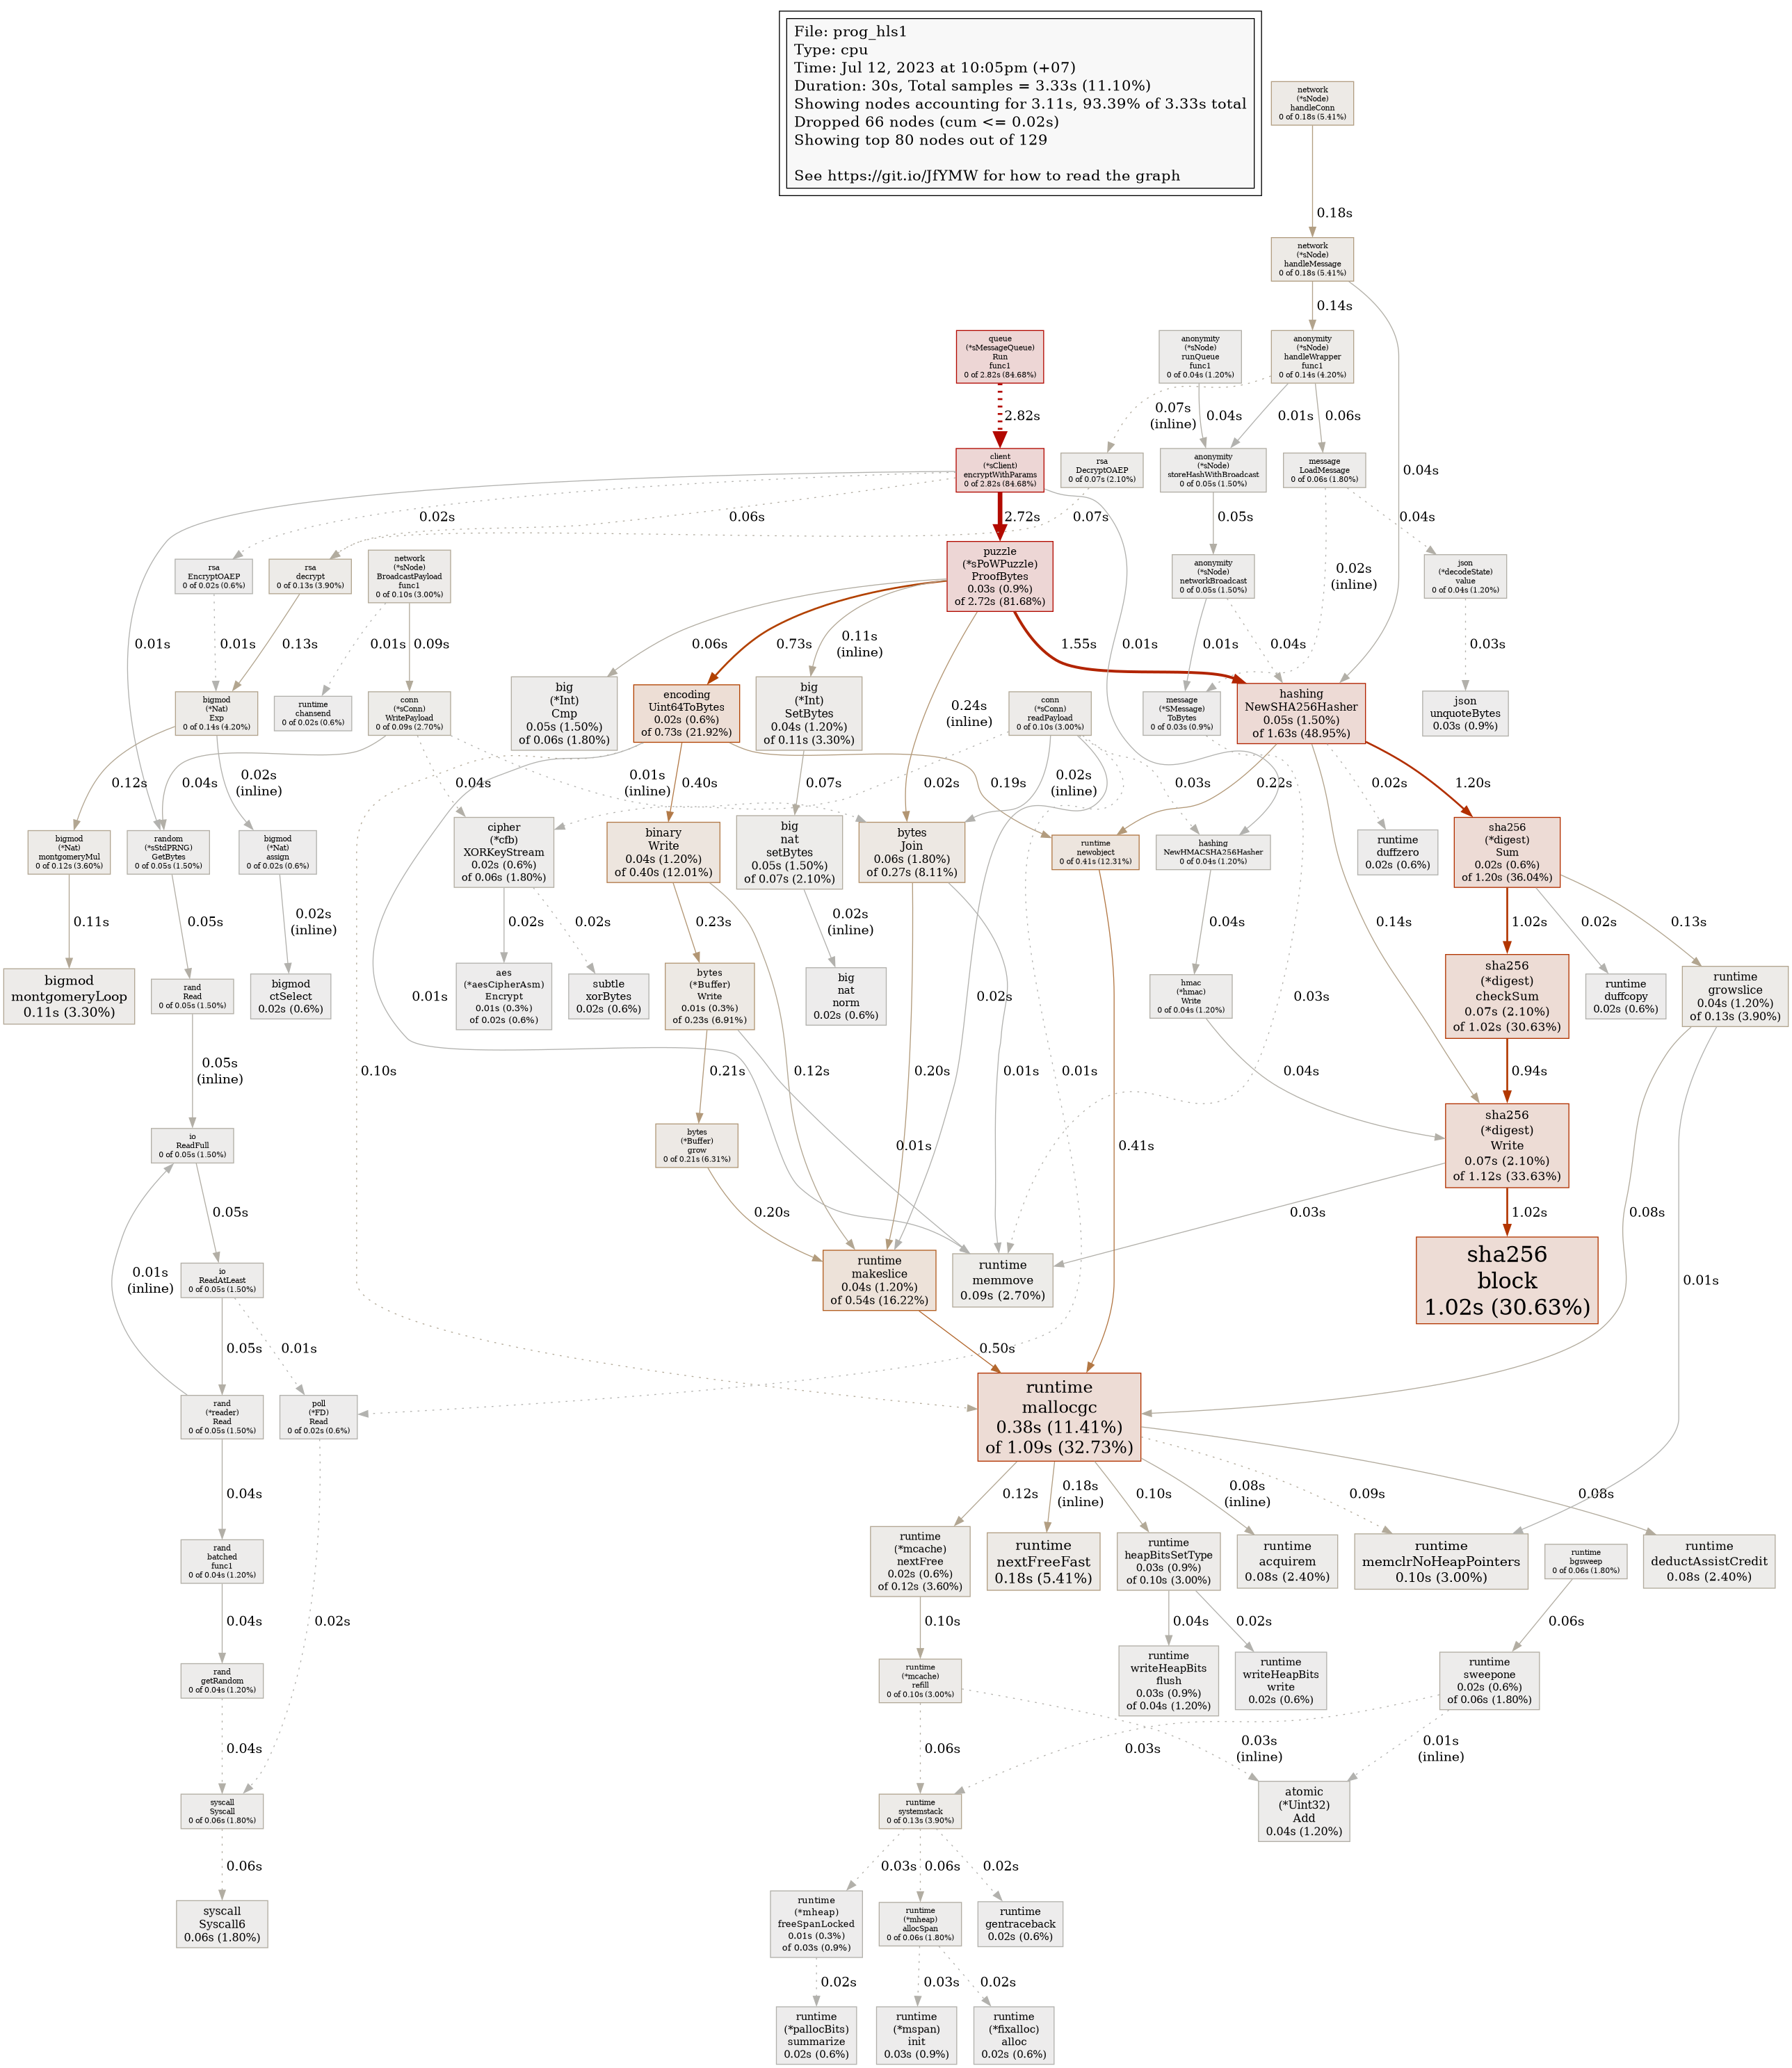 File: prog_hls1
Type: cpu
Time: Jul 12, 2023 at 10:05pm (+07)
Duration: 30s, Total samples = 3.33s (11.10%)
Showing nodes accounting for 3.11s, 93.39% of 3.33s total
Dropped 66 nodes (cum <= 0.02s)
Showing top 80 nodes out of 129
See https://git.io/JfYMW for how to read the graph
network
(*sNode)
handleConn
0 of 0.18s (5.41%)
0.18s
network
(*sNode)
handleMessage
0 of 0.18s (5.41%)
0.14s
queue
(*sMessageQueue)
Run
func1
0 of 2.82s (84.68%)
anonymity
(*sNode)
runQueue
func1
0 of 0.04s (1.20%)
anonymity
(*sNode)
handleWrapper
func1
0 of 0.14s (4.20%)
2.82s
0.07s
(inline)
0.04s
0.01s
0.06s
0.04s
client
(*sClient)
encryptWithParams
0 of 2.82s (84.68%)
rsa
DecryptOAEP
0 of 0.07s (2.10%)
anonymity
(*sNode)
storeHashWithBroadcast
0 of 0.05s (1.50%)
message
LoadMessage
0 of 0.06s (1.80%)
0.02s
0.06s
2.72s
0.07s
0.05s
0.04s
rsa
EncryptOAEP
0 of 0.02s (0.6%)
rsa
decrypt
0 of 0.13s (3.90%)
network
(*sNode)
BroadcastPayload
func1
0 of 0.10s (3.00%)
puzzle
(*sPoWPuzzle)
ProofBytes
0.03s (0.9%)
of 2.72s (81.68%)
anonymity
(*sNode)
networkBroadcast
0 of 0.05s (1.50%)
0.02s
(inline)
json
(*decodeState)
value
0 of 0.04s (1.20%)
0.01s
0.01s
0.13s
0.01s
0.09s
0.06s
0.73s
0.11s
(inline)
0.24s
(inline)
1.55s
0.01s
0.01s
0.04s
0.03s
bigmod
(*Nat)
Exp
0 of 0.14s (4.20%)
runtime
chansend
0 of 0.02s (0.6%)
conn
(*sConn)
WritePayload
0 of 0.09s (2.70%)
big
(*Int)
Cmp
0.05s (1.50%)
of 0.06s (1.80%)
encoding
Uint64ToBytes
0.02s (0.6%)
of 0.73s (21.92%)
big
(*Int)
SetBytes
0.04s (1.20%)
of 0.11s (3.30%)
conn
(*sConn)
readPayload
0 of 0.10s (3.00%)
message
(*SMessage)
ToBytes
0 of 0.03s (0.9%)
hashing
NewSHA256Hasher
0.05s (1.50%)
of 1.63s (48.95%)
json
unquoteBytes
0.03s (0.9%)
0.12s
0.04s
0.02s
(inline)
0.04s
0.01s
(inline)
0.40s
0.07s
0.02s
0.19s
0.02s
(inline)
0.03s
0.22s
0.02s
1.20s
bigmod
(*Nat)
montgomeryMul
0 of 0.12s (3.60%)
random
(*sStdPRNG)
GetBytes
0 of 0.05s (1.50%)
bigmod
(*Nat)
assign
0 of 0.02s (0.6%)
cipher
(*cfb)
XORKeyStream
0.02s (0.6%)
of 0.06s (1.80%)
binary
Write
0.04s (1.20%)
of 0.40s (12.01%)
big
nat
setBytes
0.05s (1.50%)
of 0.07s (2.10%)
bytes
Join
0.06s (1.80%)
of 0.27s (8.11%)
runtime
newobject
0 of 0.41s (12.31%)
hashing
NewHMACSHA256Hasher
0 of 0.04s (1.20%)
runtime
duffzero
0.02s (0.6%)
sha256
(*digest)
Sum
0.02s (0.6%)
of 1.20s (36.04%)
0.11s
0.05s
0.02s
(inline)
0.02s
0.02s
0.23s
0.02s
(inline)
0.04s
0.14s
1.02s
0.02s
0.13s
bigmod
montgomeryLoop
0.11s (3.30%)
rand
Read
0 of 0.05s (1.50%)
bigmod
ctSelect
0.02s (0.6%)
aes
(*aesCipherAsm)
Encrypt
0.01s (0.3%)
of 0.02s (0.6%)
subtle
xorBytes
0.02s (0.6%)
bytes
(*Buffer)
Write
0.01s (0.3%)
of 0.23s (6.91%)
big
nat
norm
0.02s (0.6%)
hmac
(*hmac)
Write
0 of 0.04s (1.20%)
sha256
(*digest)
checkSum
0.07s (2.10%)
of 1.02s (30.63%)
runtime
duffcopy
0.02s (0.6%)
runtime
growslice
0.04s (1.20%)
of 0.13s (3.90%)
0.01s
0.02s
0.03s
0.05s
(inline)
0.10s
0.21s
0.12s
0.20s
0.01s
0.01s
0.04s
0.94s
io
ReadFull
0 of 0.05s (1.50%)
bytes
(*Buffer)
grow
0 of 0.21s (6.31%)
0.01s
0.41s
sha256
(*digest)
Write
0.07s (2.10%)
of 1.12s (33.63%)
0.05s
0.20s
0.03s
1.02s
0.08s
0.01s
(inline)
io
ReadAtLeast
0 of 0.05s (1.50%)
runtime
makeslice
0.04s (1.20%)
of 0.54s (16.22%)
runtime
memmove
0.09s (2.70%)
sha256
block
1.02s (30.63%)
0.01s
0.05s
0.01s
0.50s
rand
(*reader)
Read
0 of 0.05s (1.50%)
poll
(*FD)
Read
0 of 0.02s (0.6%)
runtime
mallocgc
0.38s (11.41%)
of 1.09s (32.73%)
0.04s
0.12s
0.18s
(inline)
0.10s
0.08s
(inline)
0.09s
0.08s
rand
batched
func1
0 of 0.04s (1.20%)
runtime
(*mcache)
nextFree
0.02s (0.6%)
of 0.12s (3.60%)
runtime
nextFreeFast
0.18s (5.41%)
runtime
heapBitsSetType
0.03s (0.9%)
of 0.10s (3.00%)
runtime
acquirem
0.08s (2.40%)
runtime
memclrNoHeapPointers
0.10s (3.00%)
runtime
bgsweep
0 of 0.06s (1.80%)
runtime
deductAssistCredit
0.08s (2.40%)
0.04s
0.02s
0.10s
0.04s
0.02s
0.06s
rand
getRandom
0 of 0.04s (1.20%)
runtime
(*mcache)
refill
0 of 0.10s (3.00%)
runtime
writeHeapBits
flush
0.03s (0.9%)
of 0.04s (1.20%)
runtime
writeHeapBits
write
0.02s (0.6%)
runtime
sweepone
0.02s (0.6%)
of 0.06s (1.80%)
0.04s
0.06s
0.03s
0.03s
(inline)
0.01s
(inline)
syscall
Syscall
0 of 0.06s (1.80%)
runtime
systemstack
0 of 0.13s (3.90%)
atomic
(*Uint32)
Add
0.04s (1.20%)
0.06s
0.03s
0.06s
0.02s
syscall
Syscall6
0.06s (1.80%)
runtime
(*mheap)
freeSpanLocked
0.01s (0.3%)
of 0.03s (0.9%)
runtime
(*mheap)
allocSpan
0 of 0.06s (1.80%)
runtime
gentraceback
0.02s (0.6%)
0.02s
0.03s
0.02s
runtime
(*pallocBits)
summarize
0.02s (0.6%)
runtime
(*mspan)
init
0.03s (0.9%)
runtime
(*fixalloc)
alloc
0.02s (0.6%)